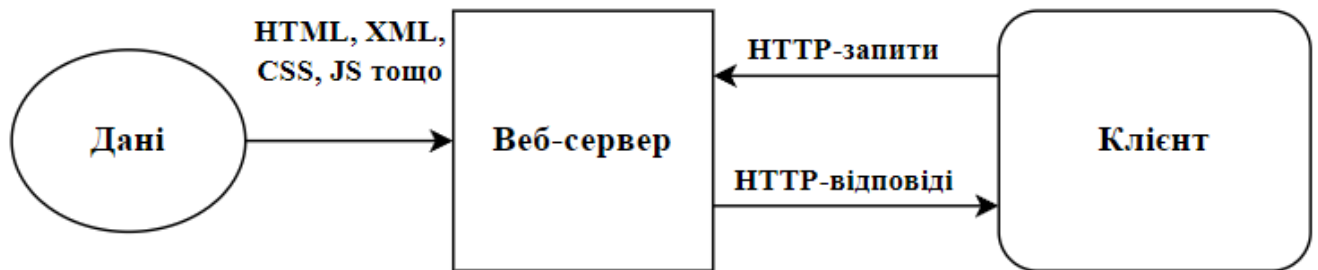 HTML, XML,
CSS, JS тощо
Дані
Веб-сервер
HTTP-запити
HTTP-відповіді
Клієнт